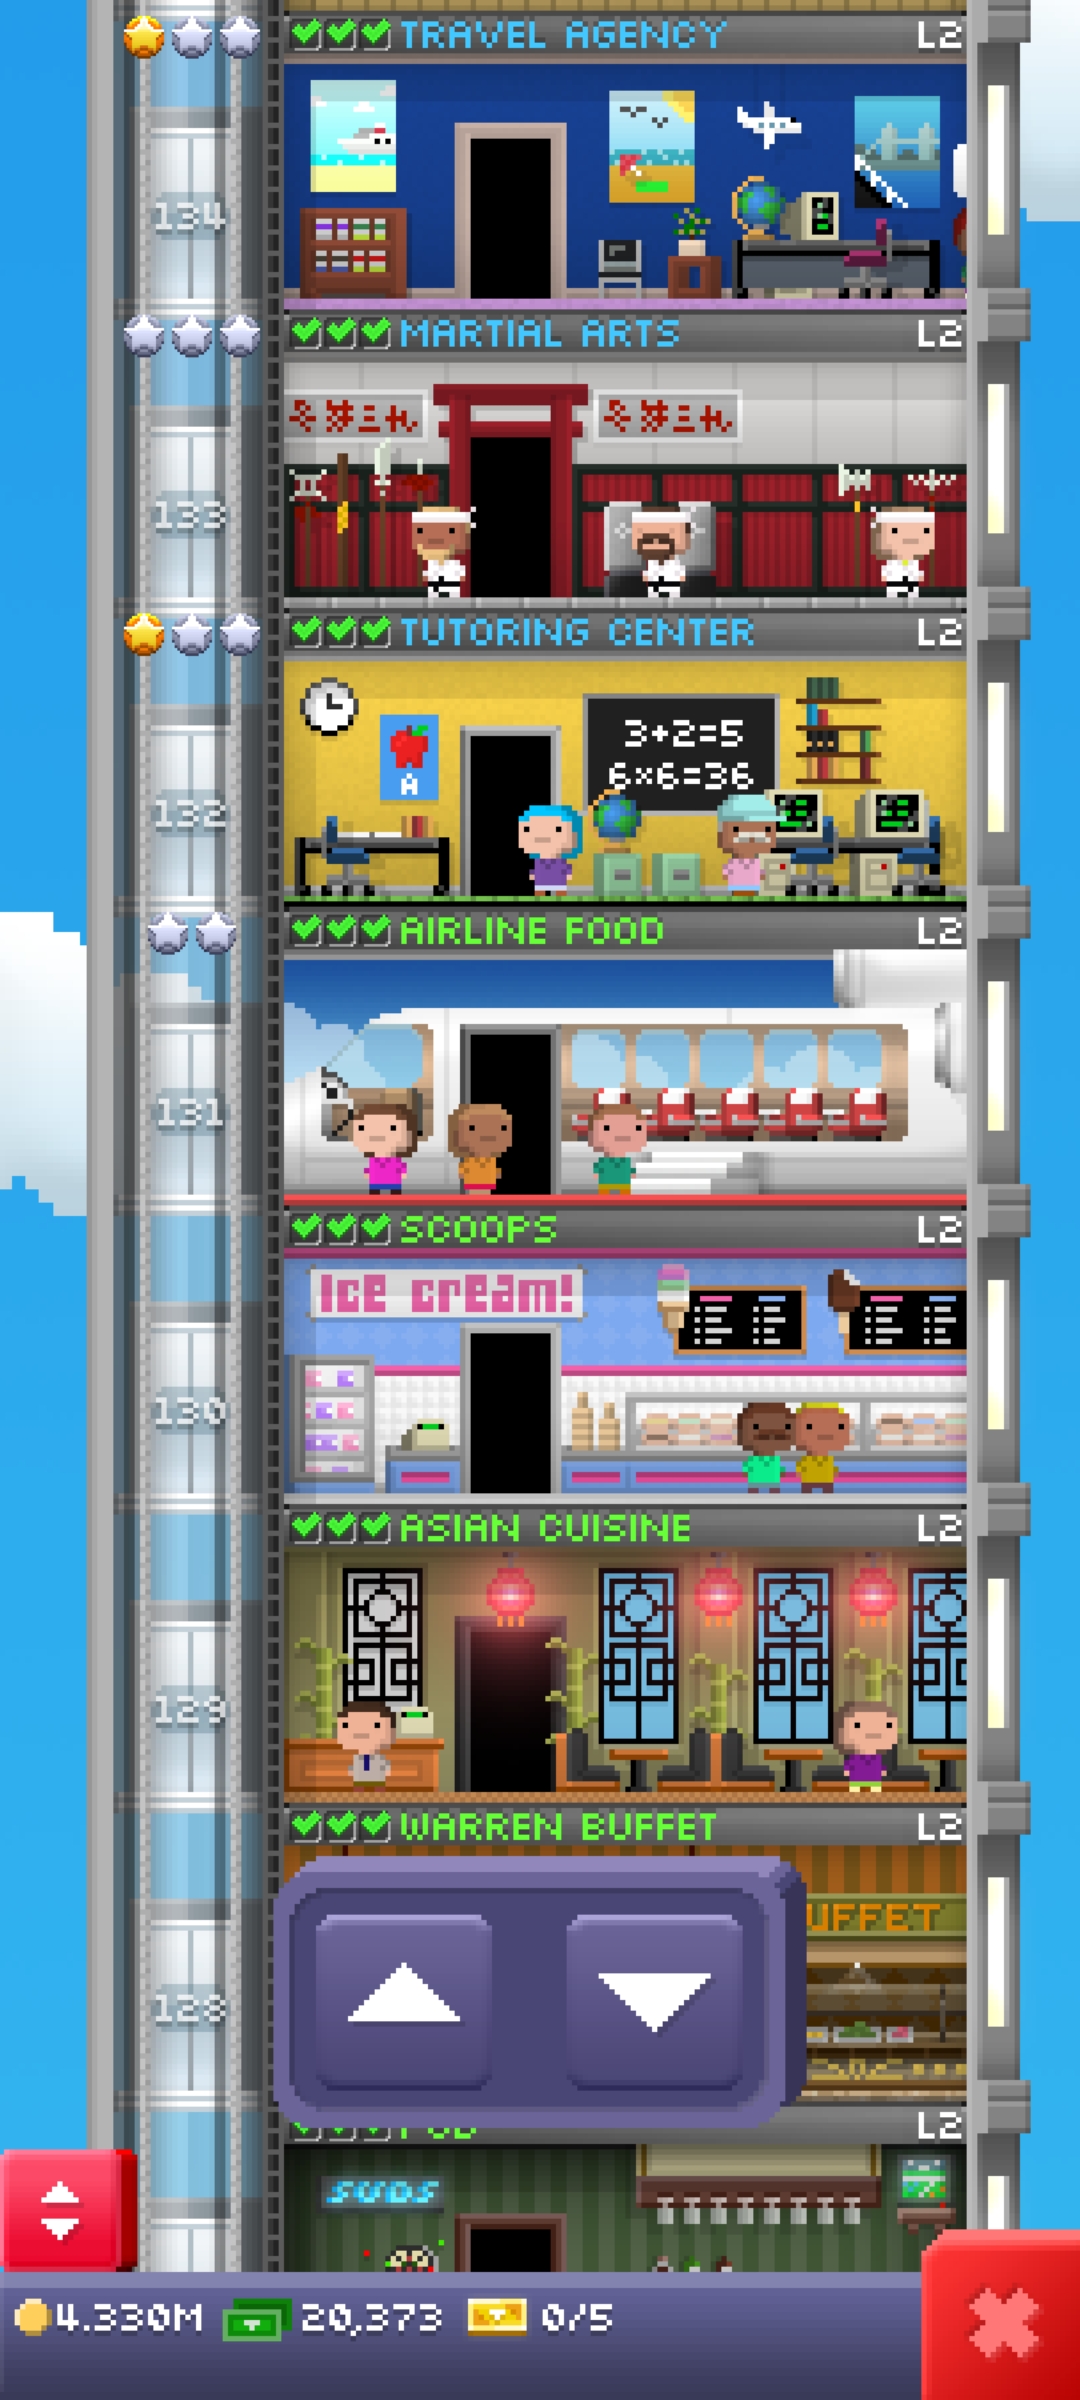 TRAVEL AGENCY L2
134
MARTIAL ARTS L2
133
TUTORING CENTER L2
3+2=5
6x6=36
A
132
AIRLINE FOOD L2
131
SCOOPS L2
Ice cream!
130
ASIAN CUISINE L2
129
WARREN BUFFET L2
UFFET
128
PUB L2
SUDS
4.330M 20,373 0/5